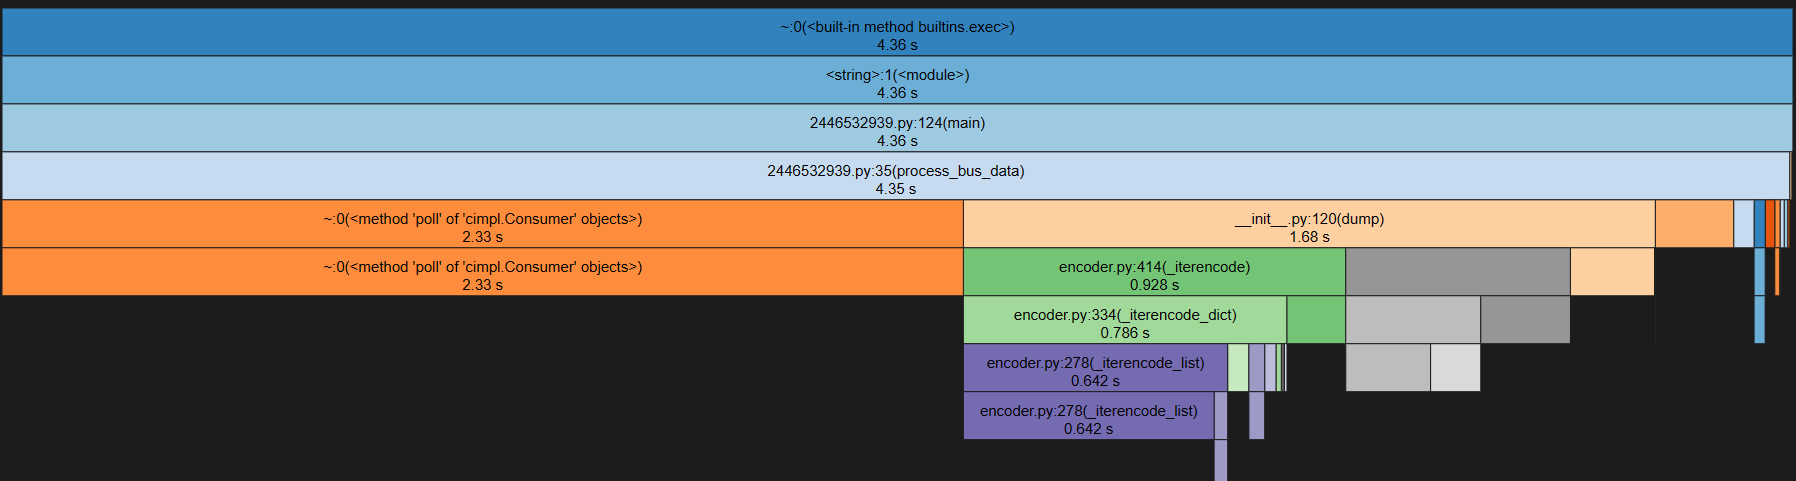 ~:0(<built-in method builtins.exec>)
4.36 s
<string>:1(<module>)
4.36 s
2446532939.py:124(main)
4.36 s
2446532939.py:35(process_bus_data)
4.35 s
~:0(<method 'poll' of 'cimpl.Consumer' objects>)
2.33 s
__init__.py:120(dump)
1.68 s
~:0(<method 'poll' of 'cimpl.Consumer' objects>)
2.33 s
encoder.py:414(_iterencode)
0.928 s
encoder.py:334(_iterencode_dict)
0.786 s
encoder.py:278(_iterencode_list)
0.642 s
encoder.py:278(_iterencode_list)
0.642 s